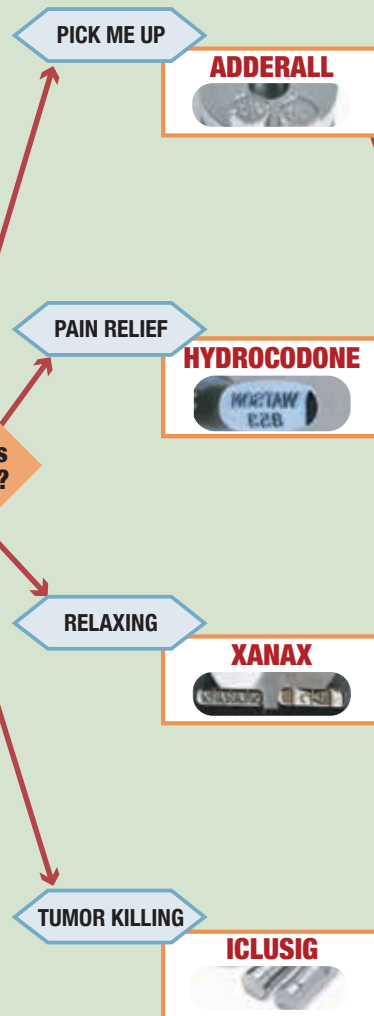 PICK ME UP
ADDERALL
PAIN RELIEF
HYDROCODONE
WATSON
853
s
?
RELAXING
XANAX
TUMOR KILLING
ICLUSIG